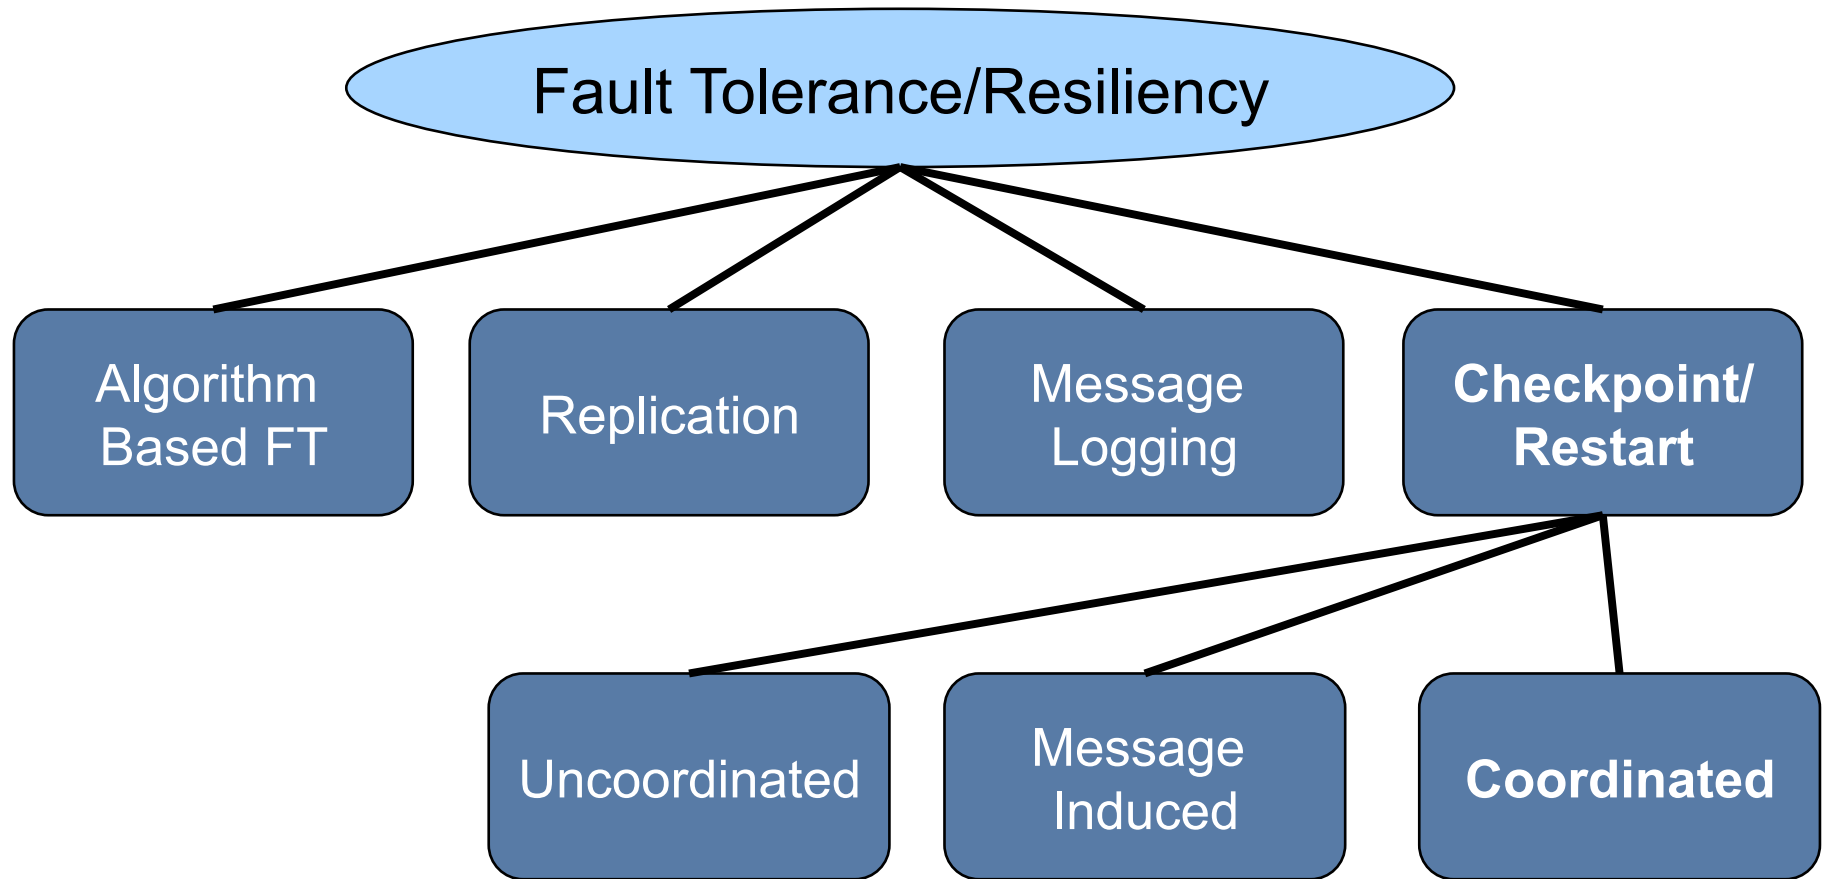 Fault Tolerance/Resiliency
Algorithm
Based FT
Replication
Message
Logging
Checkpoint/
Restart
Uncoordinated
Message
Induced
Coordinated